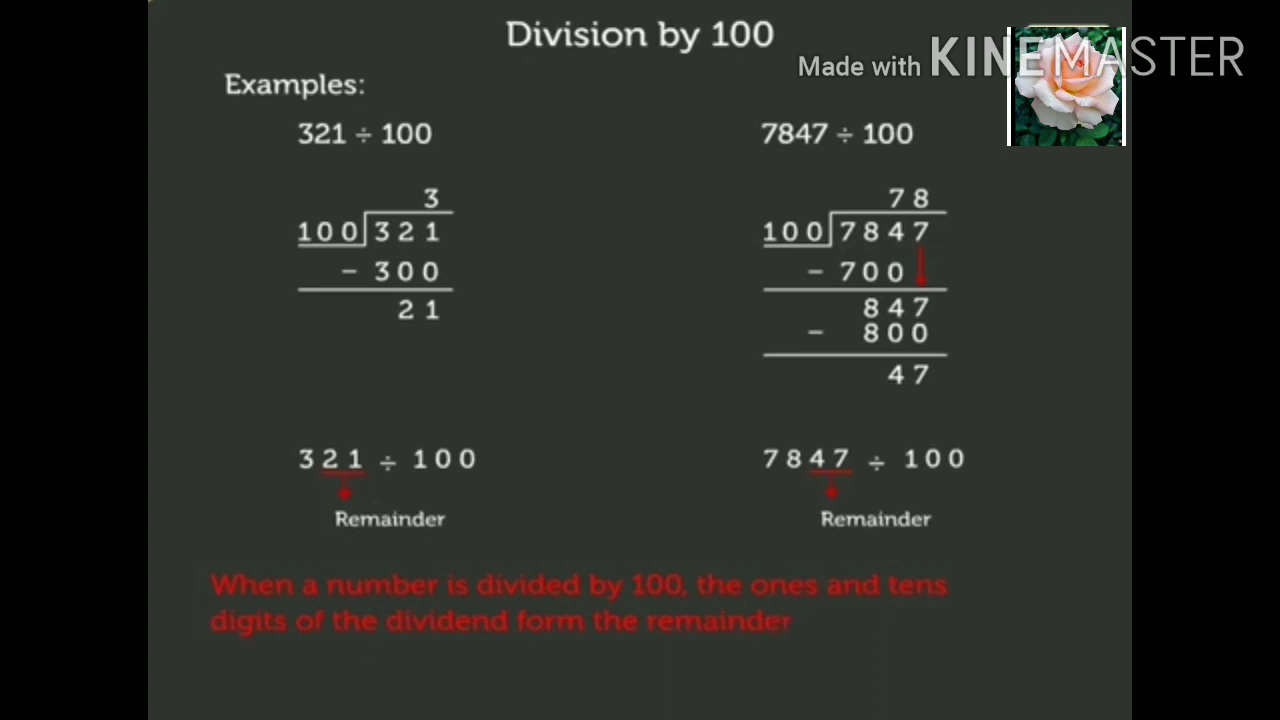 Division by 100
Made with KINEMASTER
Examples:
321 ÷ 100
3
100 321
- 300
21
321 ÷ 100
Remainder
7847 ÷ 100
78
100 7847
- 700
847
- 800
47
7847 ÷ 100
Remainder
When a number is divided by 100, the ones and tens
digits of the dividend form the remainder